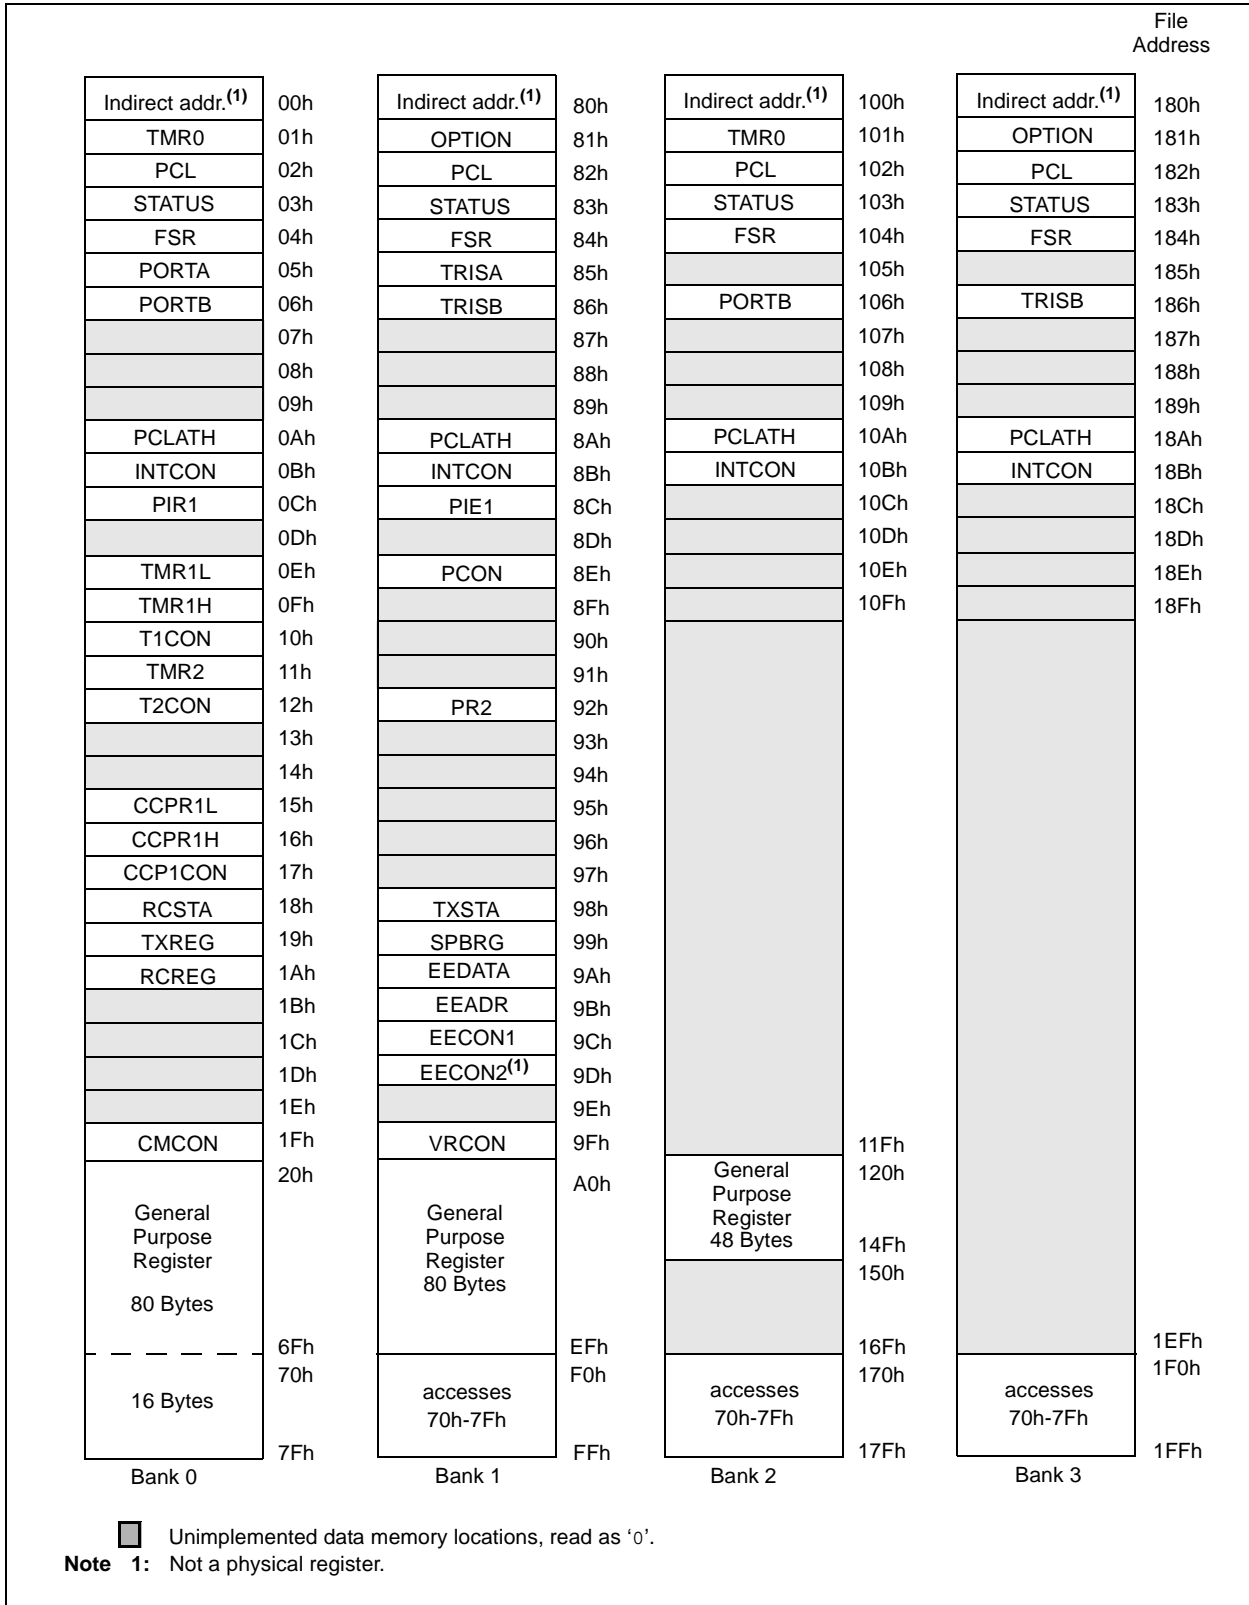 File
Address
Indirect addr.(1) 00h Indirect addr.(1) 80h Indirect addr.(1) 100h Indirect addr.(1) 180h
TMR0 01h OPTION 81h TMR0 101h OPTION 181h
PCL 02h PCL 82h PCL 102h PCL 182h
STATUS 03h STATUS 83h STATUS 103h STATUS 183h
FSR 04h FSR 84h FSR 104h FSR 184h
PORTA 05h TRISA 85h 105h 185h
PORTB 06h TRISB 86h PORTB 106h TRISB 186h
07h 87h 107h 187h
08h 88h 108h 188h
09h 89h 109h 189h
PCLATH 0Ah PCLATH 8Ah PCLATH 10Ah PCLATH 18Ah
INTCON 0Bh INTCON 8Bh INTCON 10Bh INTCON 18Bh
PIR1 0Ch PIE1 8Ch 10Ch 18Ch
0Dh 8Dh 10Dh 18Dh
TMR1L 0Eh PCON 8Eh 10Eh 18Eh
TMR1H 0Fh 8Fh 10Fh 18Fh
T1CON 10h 90h
TMR2 11h 91h
T2CON 12h PR2 92h
13h 93h
14h 94h
CCPR1L 15h 95h
CCPR1H 16h 96h
CCP1CON 17h 97h
RCSTA 18h TXSTA 98h
TXREG 19h SPBRG 99h
RCREG 1Ah EEDATA 9Ah
1Bh EEADR 9Bh
1Ch EECON1 9Ch
1Dh EECON2(1) 9Dh
1Eh 9Eh
CMCON 1Fh VRCON 9Fh 11Fh
20h A0h General 120h
Purpose
General General Register
Purpose Purpose 48 Bytes 14Fh
Register Register 150h
80 Bytes 80 Bytes
6Fh EFh 16Fh 1EFh
70h F0h 170h 1F0h
16 Bytes accesses accesses accesses
70h-7Fh 70h-7Fh 70h-7Fh
7Fh FFh 17Fh 1FFh
Bank 0 Bank 1 Bank 2 Bank 3
Unimplemented data memory locations, read as ‘0’.
Note 1: Not a physical register.